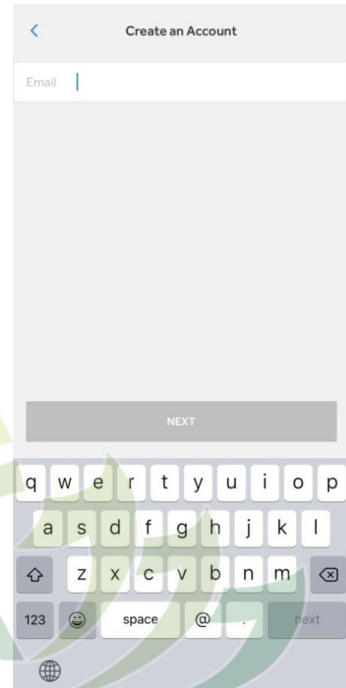 Create an Account
Email
NEXT
q w e r t y u i o p
a s d f g h j k l
z x c v b n m
123 space @ . next